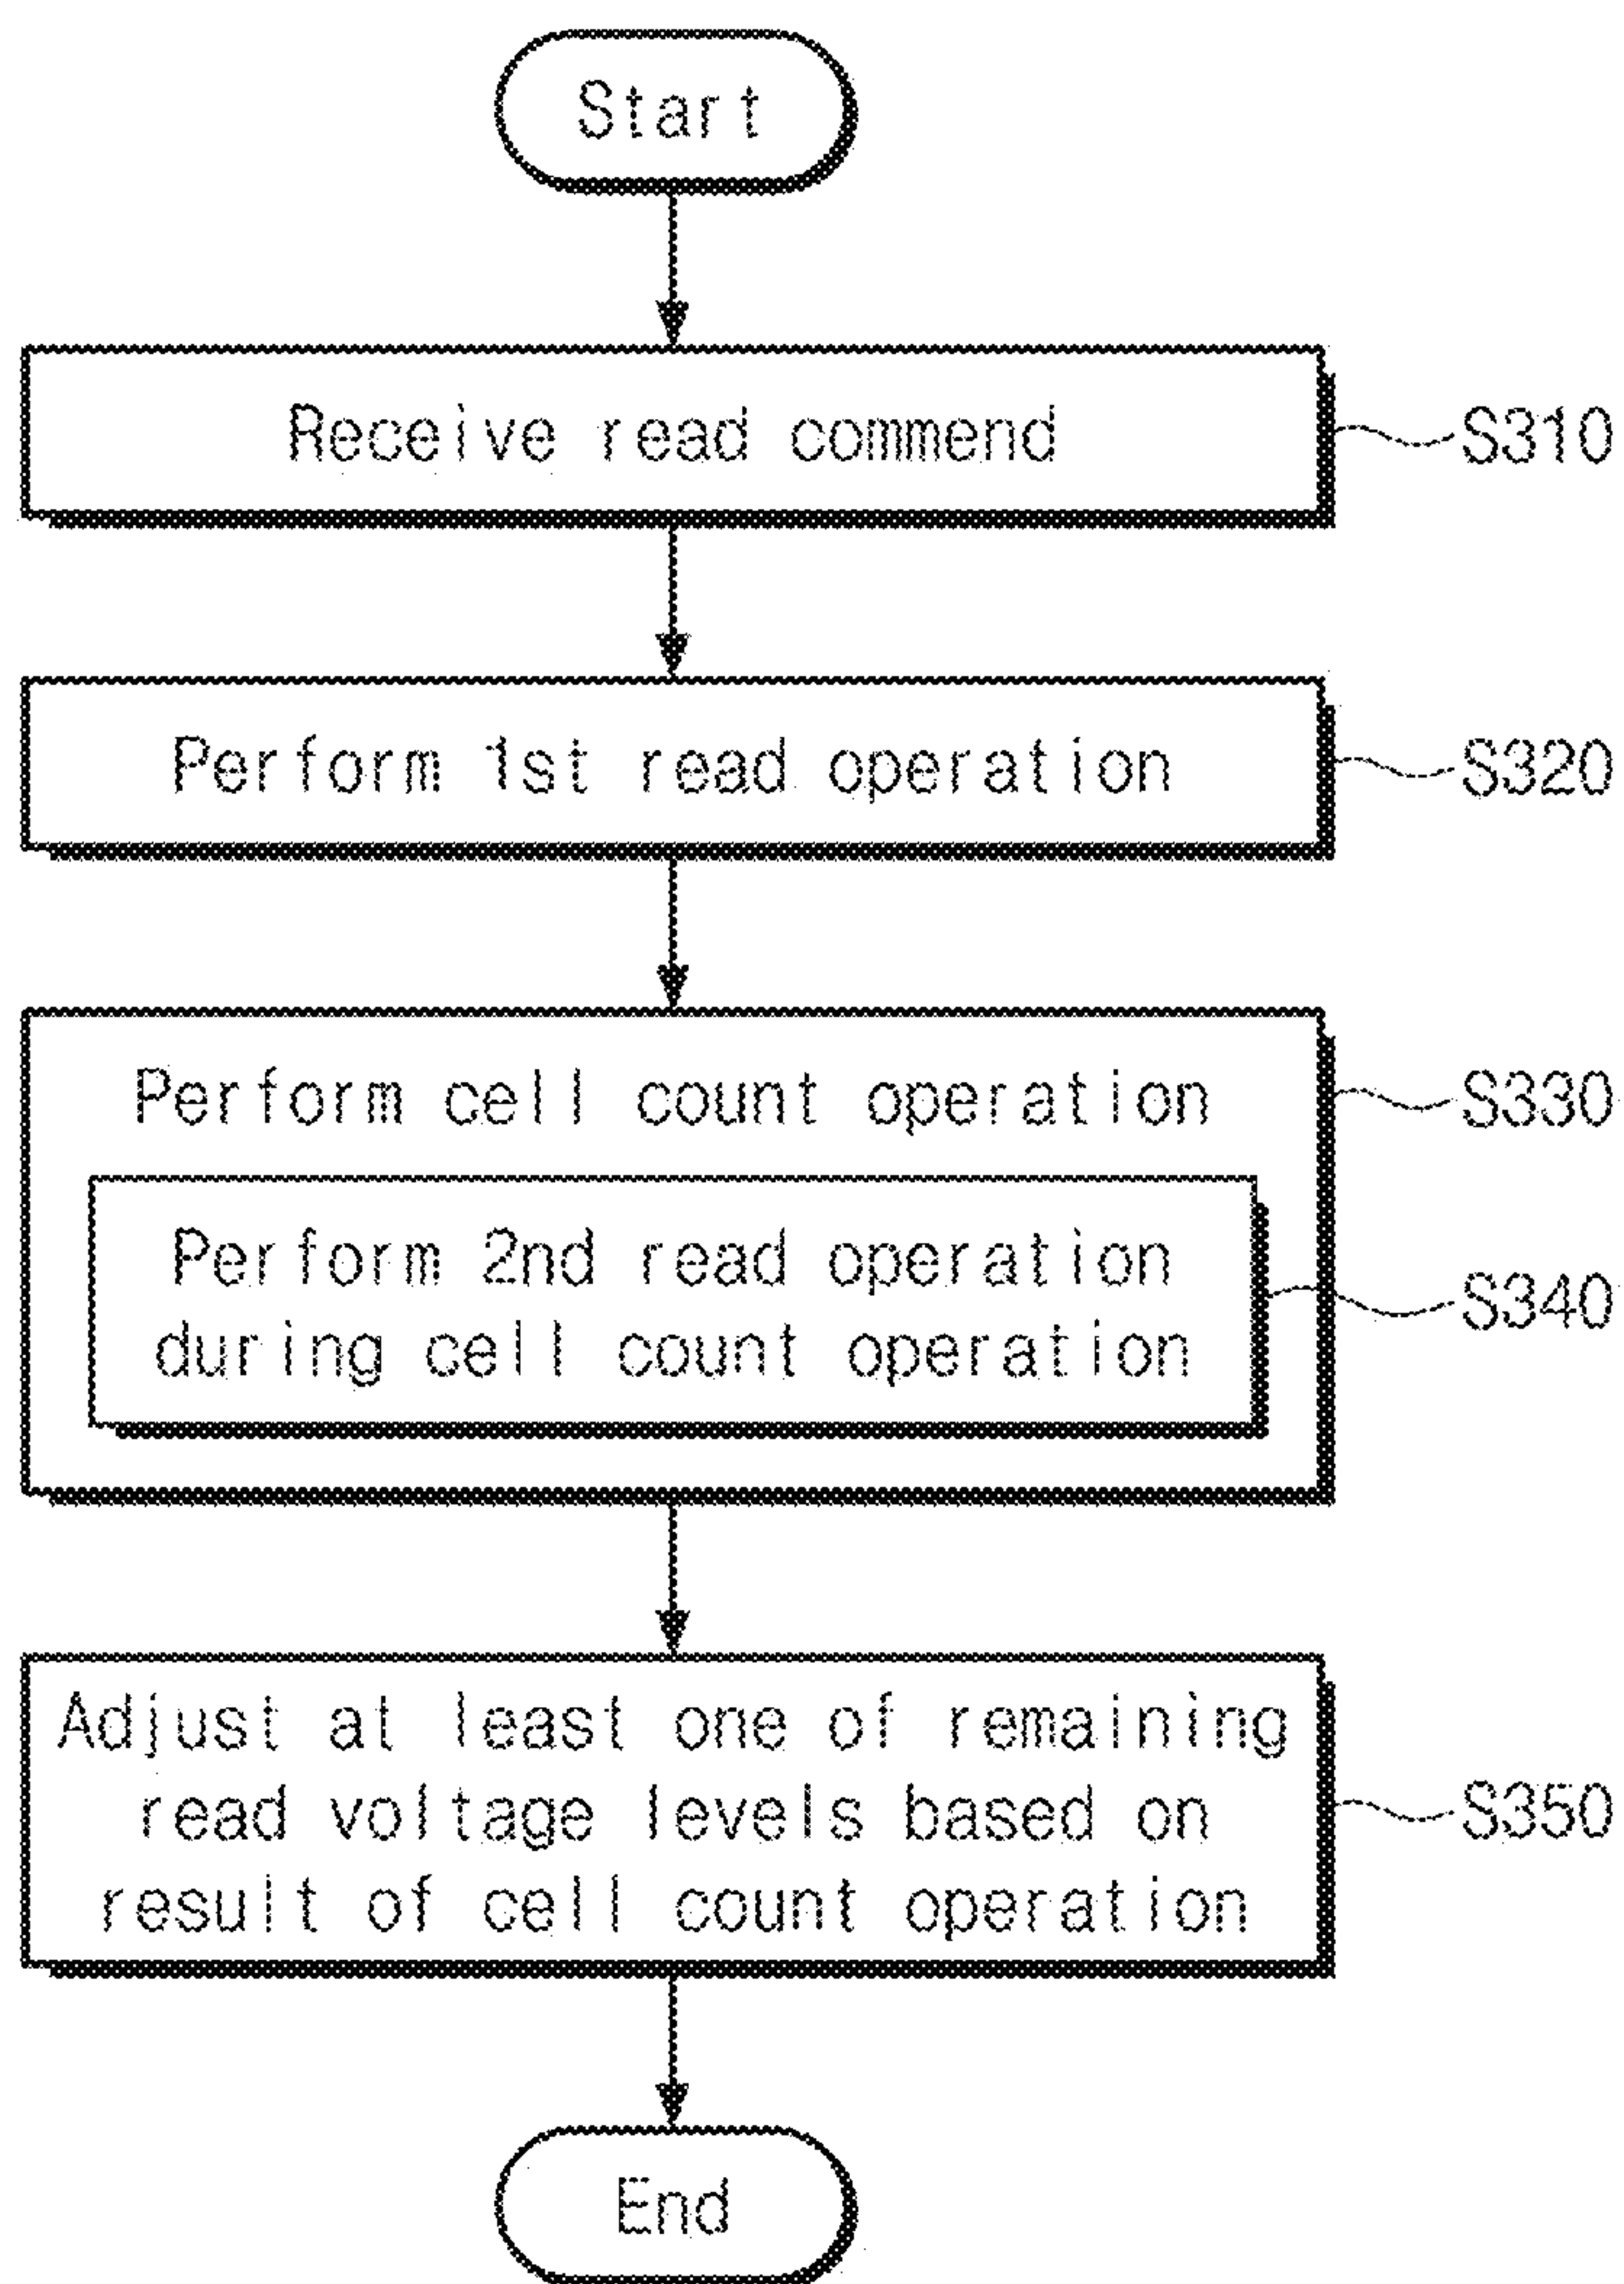 Start
Receive read commend
S310
Perform 1st read operation
S320
Perform cell count operation
S330
Perform 2nd read operation
during cell count operation
S340
Adjust at least one of remaining
read voltage levels based on
result of cell count operation
S350
End